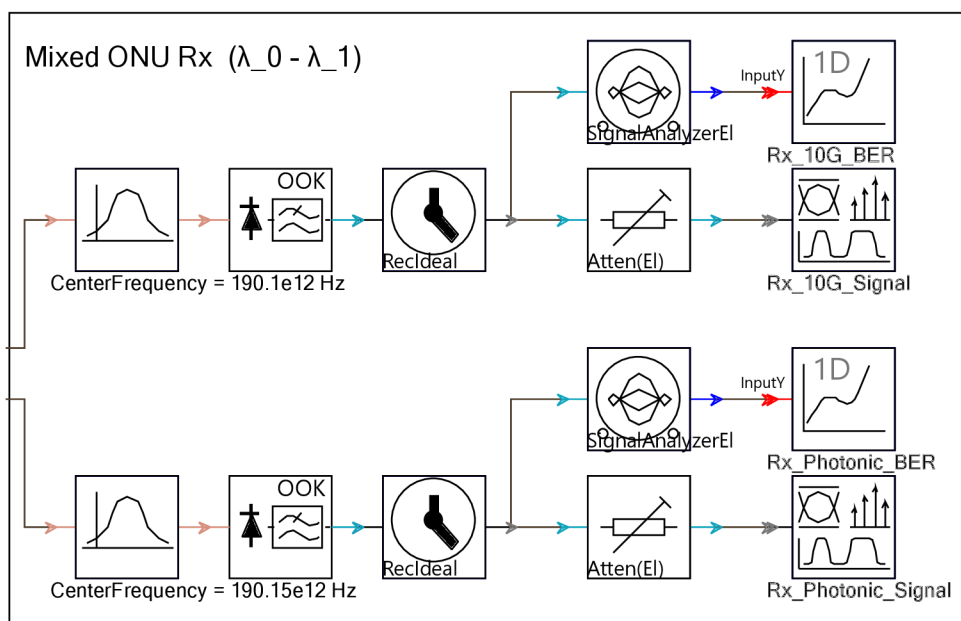 Mixed ONU Rx (λ_0 - λ_1)
SignalAnalyzerEl
InputY
1D
Rx_10G_BER
CenterFrequency = 190.1e12 Hz
OOK
RecIdeal
Atten(El)
Rx_10G_Signal
SignalAnalyzerEl
InputY
1D
Rx_Photonic_BER
CenterFrequency = 190.15e12 Hz
OOK
RecIdeal
Atten(El)
Rx_Photonic_Signal